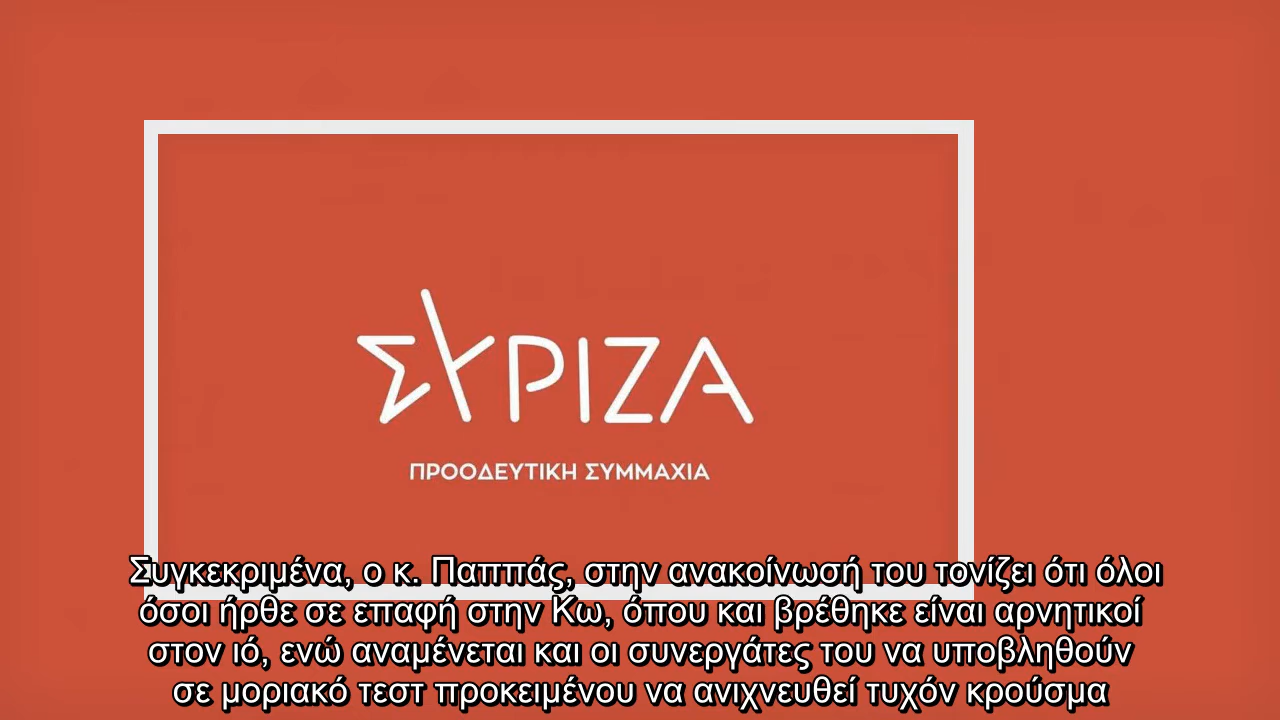 ΣΥΡΙΖΑ
ΠΡΟΟΔΕΥΤΙΚΗ ΣΥΜΜΑΧΙΑ
Συγκεκριμένα, ο κ. Παππάς, στην ανακοίνωσή του τονίζει ότι όλοι
όσοι ήρθε σε επαφή στην Κω, όπου και βρέθηκε είναι αρνητικοί
στον ιό, ενώ αναμένεται και οι συνεργάτες του να υποβληθούν
σε μοριακό τεστ προκειμένου να ανιχνευθεί τυχόν κρούσμα